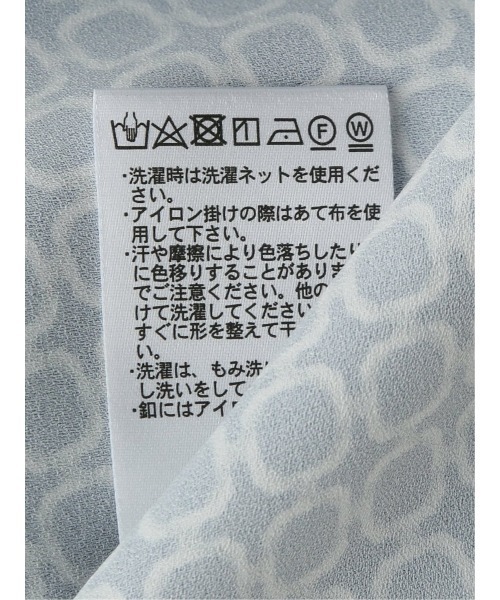 F W
・洗濯時は洗濯ネットを使用くだ
さい。
・アイロン掛けの際はあて布を使
用して下さい。
・汗や摩擦により色落ちしたり
に色移りすることがありま
でご注意ください。他の
けて洗濯してください
すぐに形を整えて干
い。
・洗濯は、もみ洗い
し洗いをして
・釦にはアイロ